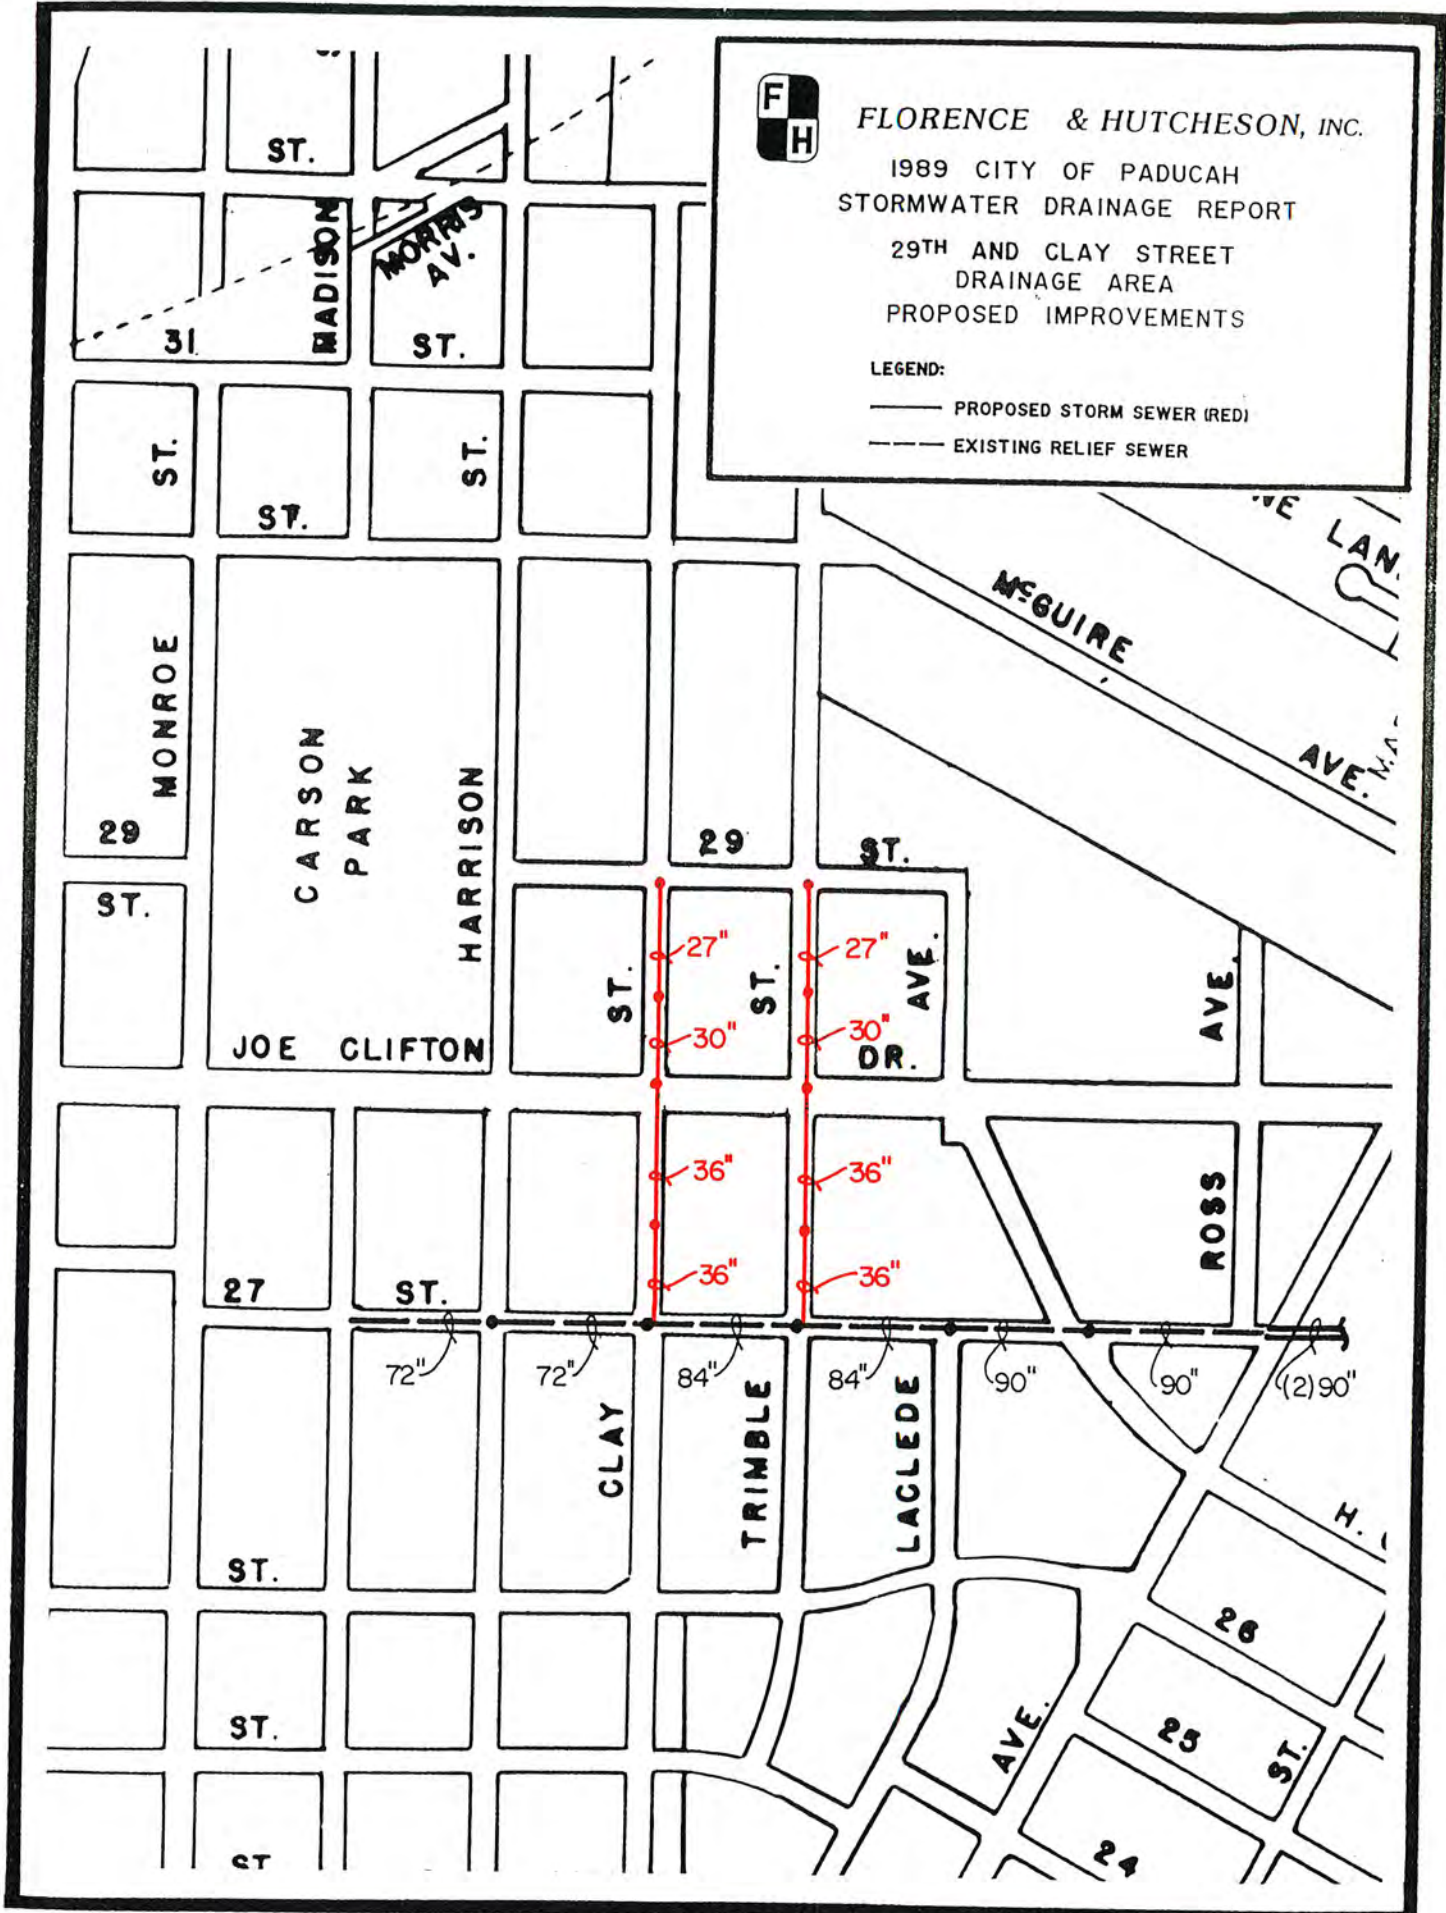 F
H
FLORENCE & HUTCHESON, INC.
1989 CITY OF PADUCAH
STORMWATER DRAINAGE REPORT
29TH AND CLAY STREET
DRAINAGE AREA
PROPOSED IMPROVEMENTS
LEGEND:
PROPOSED STORM SEWER (RED)
EXISTING RELIEF SEWER
ST.
MADISON
MORRIS
AV.
31
ST.
ST.
ST.
ST.
LAN
McGUIRE
AVE.
MONROE
CARSON
PARK
HARRISON
29
ST.
29
ST.
27"
27"
ST.
ST.
AVE.
AVE.
30"
30"
JOE CLIFTON
DR.
36"
36"
ROSS
36"
36"
27
ST.
72"
72"
84"
84"
90"
90"
(2)90"
CLAY
TRIMBLE
LACLEDE
H.
ST.
26
ST.
AVE.
25
ST.
24
ST